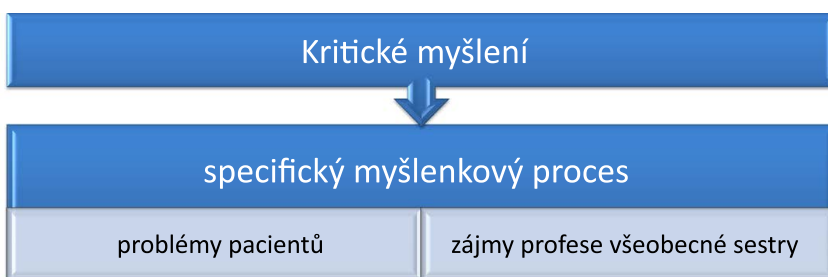 Kritické myšlení
specifický myšlenkový proces
problémy pacientů
zájmy profese všeobecné sestry